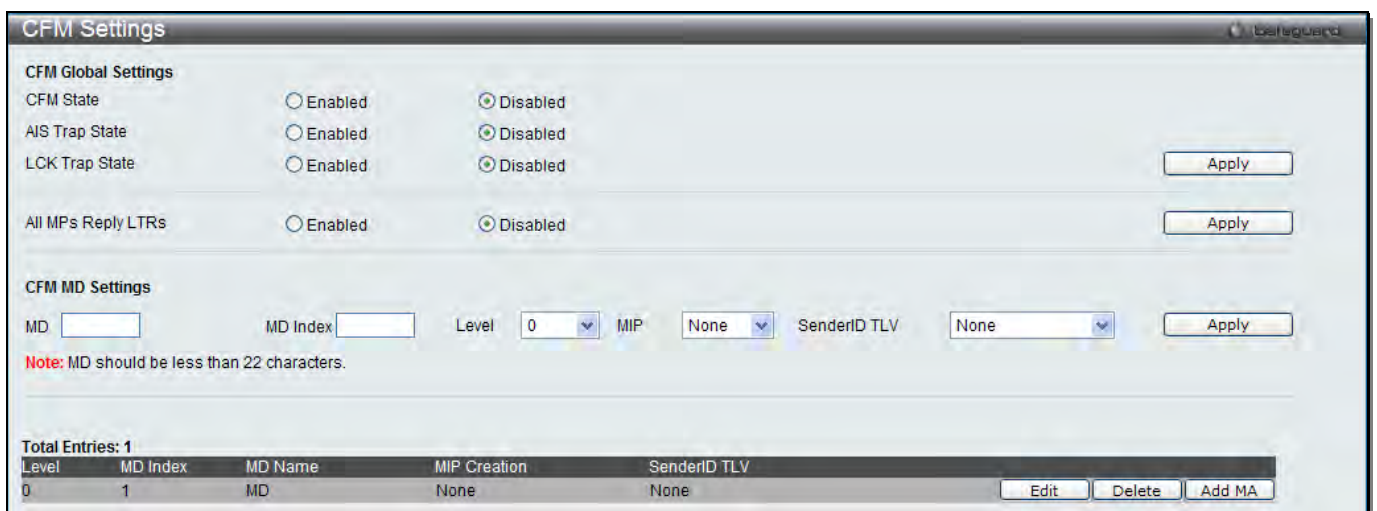 CFM Settings
CFM Global Settings
CFM State Enabled Disabled
AIS Trap State Enabled Disabled
LCK Trap State Enabled Disabled Apply
All MPs Reply LTRs Enabled Disabled Apply
CFM MD Settings
MD MD Index Level 0 MIP None SenderID TLV None Apply
Note: MD should be less than 22 characters.
Total Entries: 1
Level MD Index MD Name MIP Creation SenderID TLV
0 1 MD None None Edit Delete Add MA